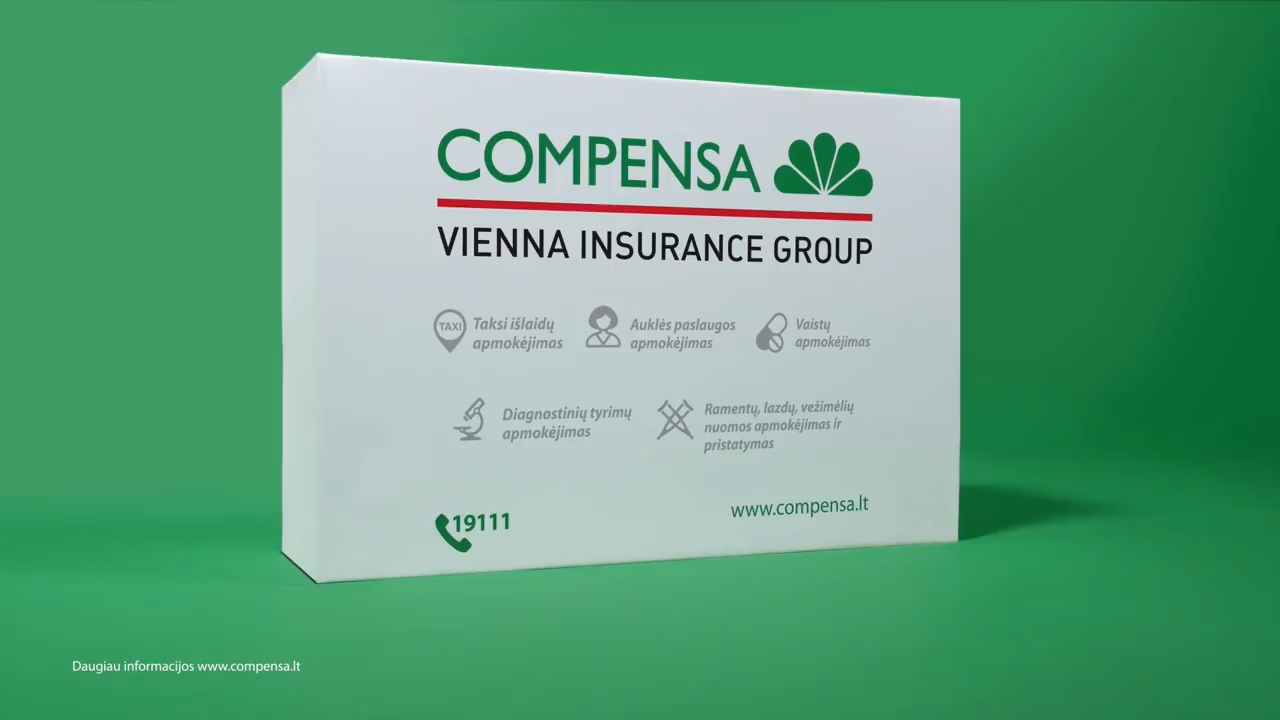 COMPENSA
VIENNA INSURANCE GROUP
TAXI
Taksi išlaidų
apmokėjimas
Auklės paslaugos
apmokėjimas
Vaistų
apmokėjimas
Diagnostinių tyrimų
apmokėjimas
Ramentų, lazdų, vežimėlių
nuomos apmokėjimas ir
pristatymas
19111
www.compensa.lt
Daugiau informacijos www.compensa.lt